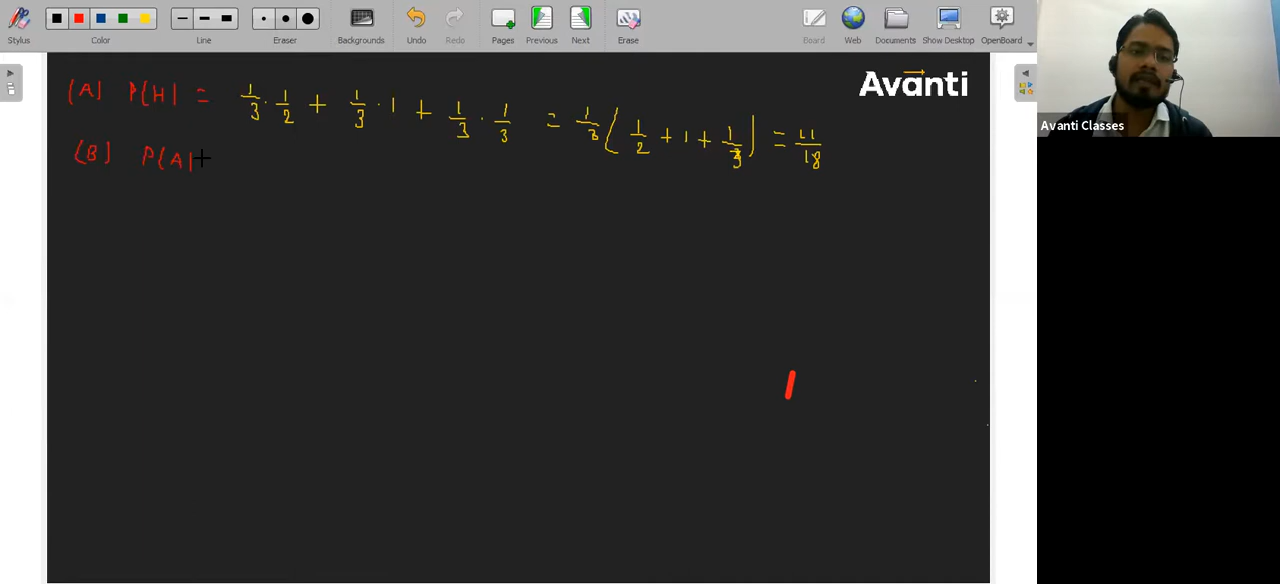 Stylus Color Line Eraser Backgrounds Undo Redo Pages Previous Next Erase Board Web Documents Show Desktop OpenBoard
Avanti
Avanti Classes
(A) P(H) = 1/3 · 1/2 + 1/3 · 1 + 1/3 · 1/3 = 1/3 (1/2 + 1 + 1/3) = 11/18
(B) P(A)